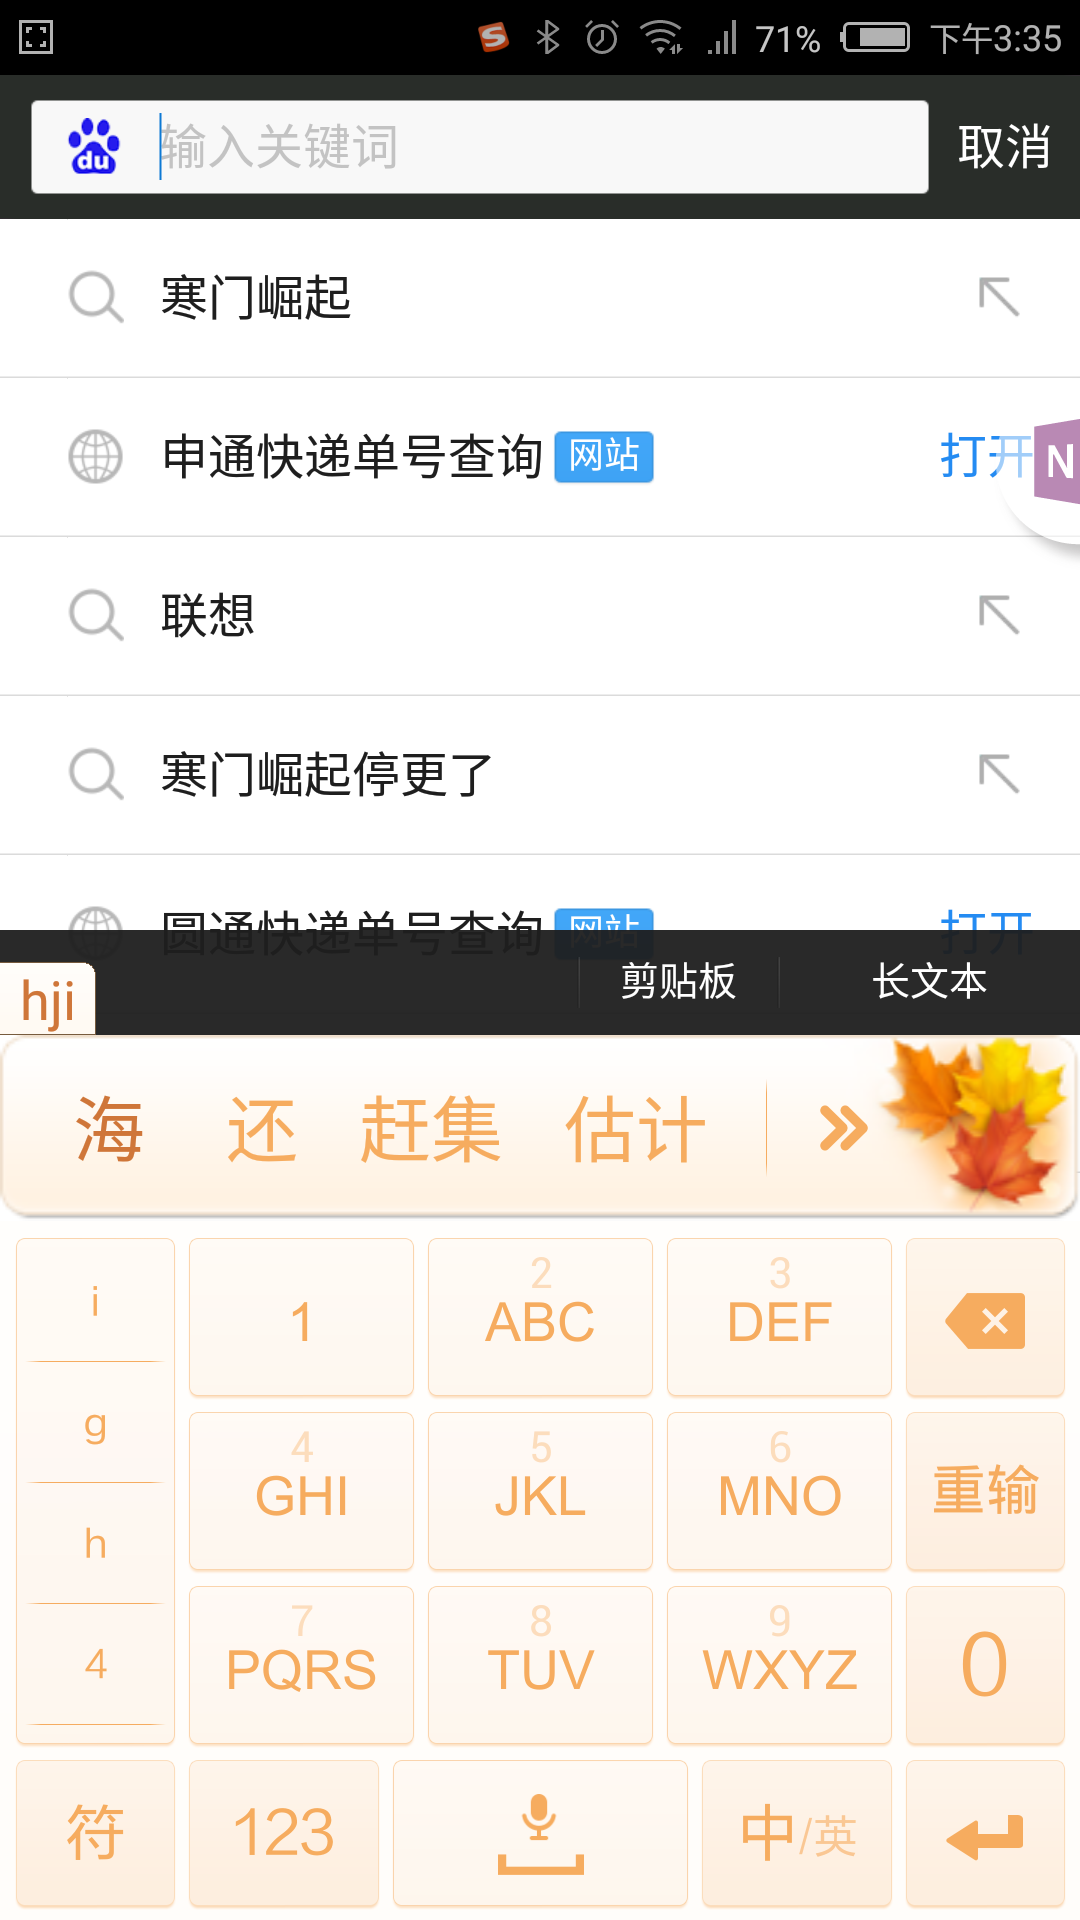 71% 下午3:35
du 输入关键词 取消
寒门崛起
申通快递单号查询 网站 打开 N
联想
寒门崛起停更了
圆通快递单号查询 网站 打开
hji 剪贴板 长文本
海 还 赶集 估计
i
g
h
4
1
2 ABC
3 DEF
4 GHI
5 JKL
6 MNO
重输
7 PQRS
8 TUV
9 WXYZ
0
符 123 中/英